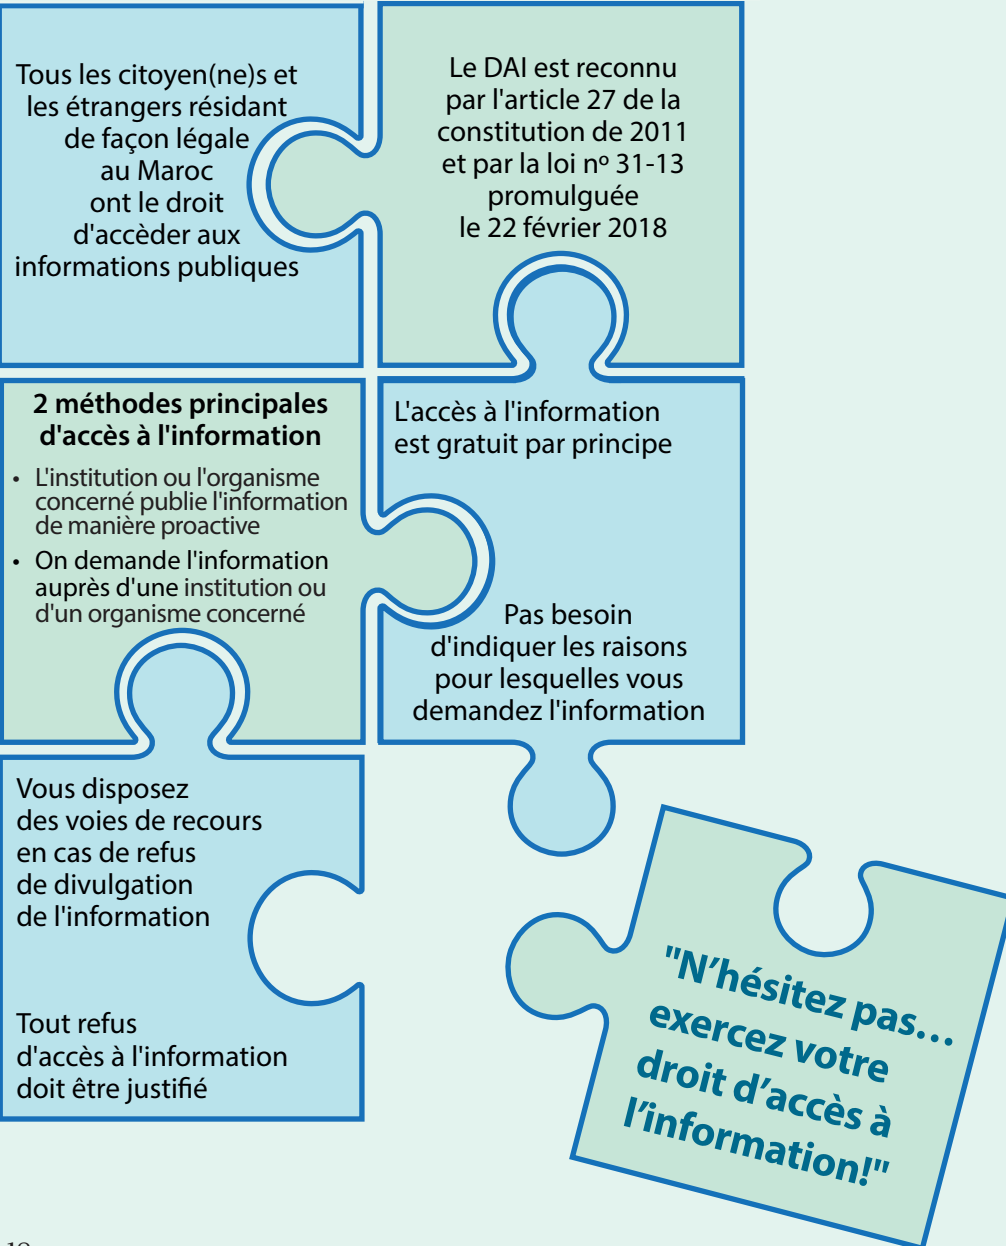 Tous les citoyen(ne)s et
les étrangers résidant
de façon légale
au Maroc
ont le droit
d'accèder aux
informations publiques
Le DAI est reconnu
par l'article 27 de la
constitution de 2011
et par la loi nº 31-13
promulguée
le 22 février 2018
2 méthodes principales
d'accès à l'information
• L'institution ou l'organisme
concerné publie l'information
de manière proactive
• On demande l'information
auprès d'une institution ou
d'un organisme concerné
L'accès à l'information
est gratuit par principe
Pas besoin
d'indiquer les raisons
pour lesquelles vous
demandez l'information
Vous disposez
des voies de recours
en cas de refus
de divulgation
de l'information
Tout refus
d'accès à l'information
doit être justifié
"N'hésitez pas…
exercez votre
droit d'accès à
l'information!"